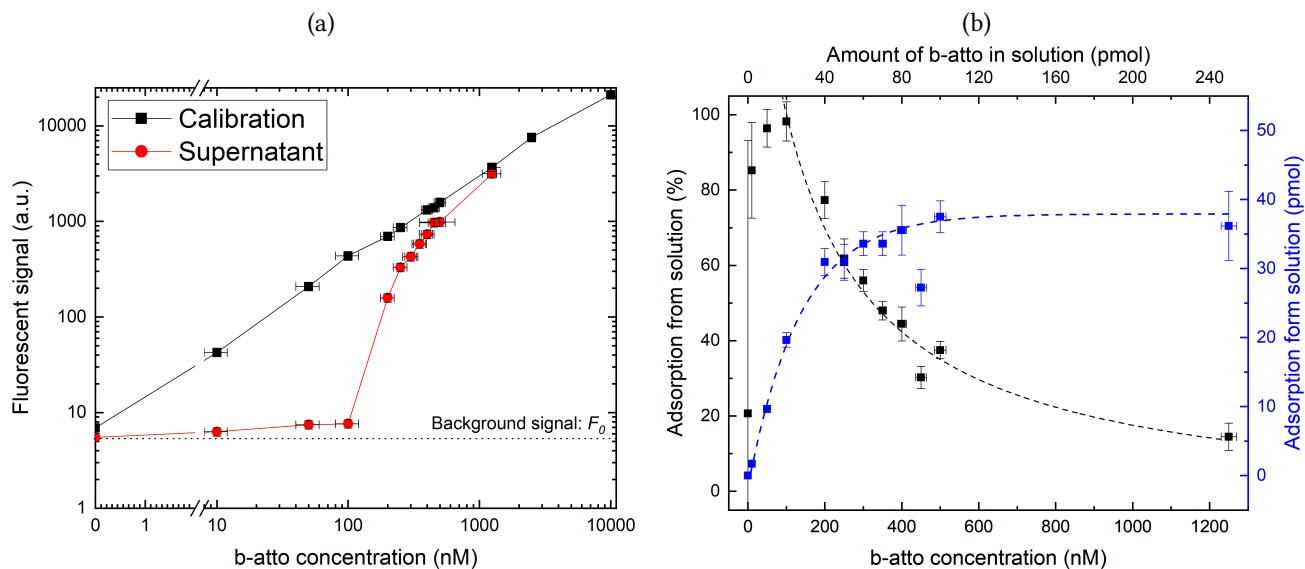 (a)
(b)
Calibration
Supernatant
Background signal: F0
Fluorescent signal (a.u.)
10000
1000
100
10
1
0 1 10 100 1000 10000
b-atto concentration (nM)
Amount of b-atto in solution (pmol)
0 40 80 120 160 200 250
Adsorption from solution (%)
100
80
60
40
20
0
Adsorption form solution (pmol)
50
40
30
20
10
0
0 200 400 600 800 1000 1200
b-atto concentration (nM)